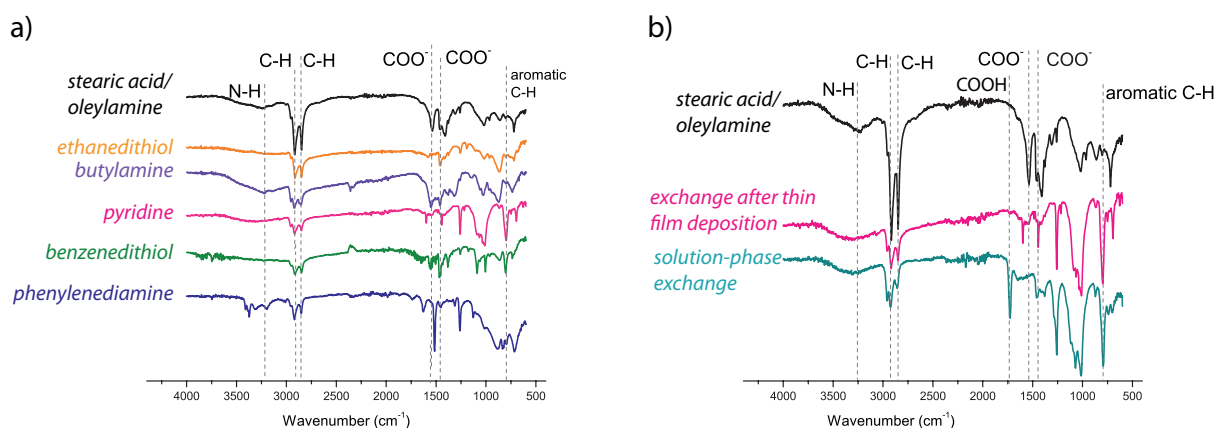 a)
C-H
C-H
COO⁻
COO⁻
stearic acid/
oleylamine
N-H
aromatic
C-H
ethanedithiol
butylamine
pyridine
benzenedithiol
phenylenediamine
4000 3500 3000 2500 2000 1500 1000 500
Wavenumber (cm⁻¹)
b)
C-H
C-H
COO⁻
COO⁻
COOH
N-H
stearic acid/
oleylamine
aromatic C-H
exchange after thin
film deposition
solution-phase
exchange
4000 3500 3000 2500 2000 1500 1000 500
Wavenumber (cm⁻¹)